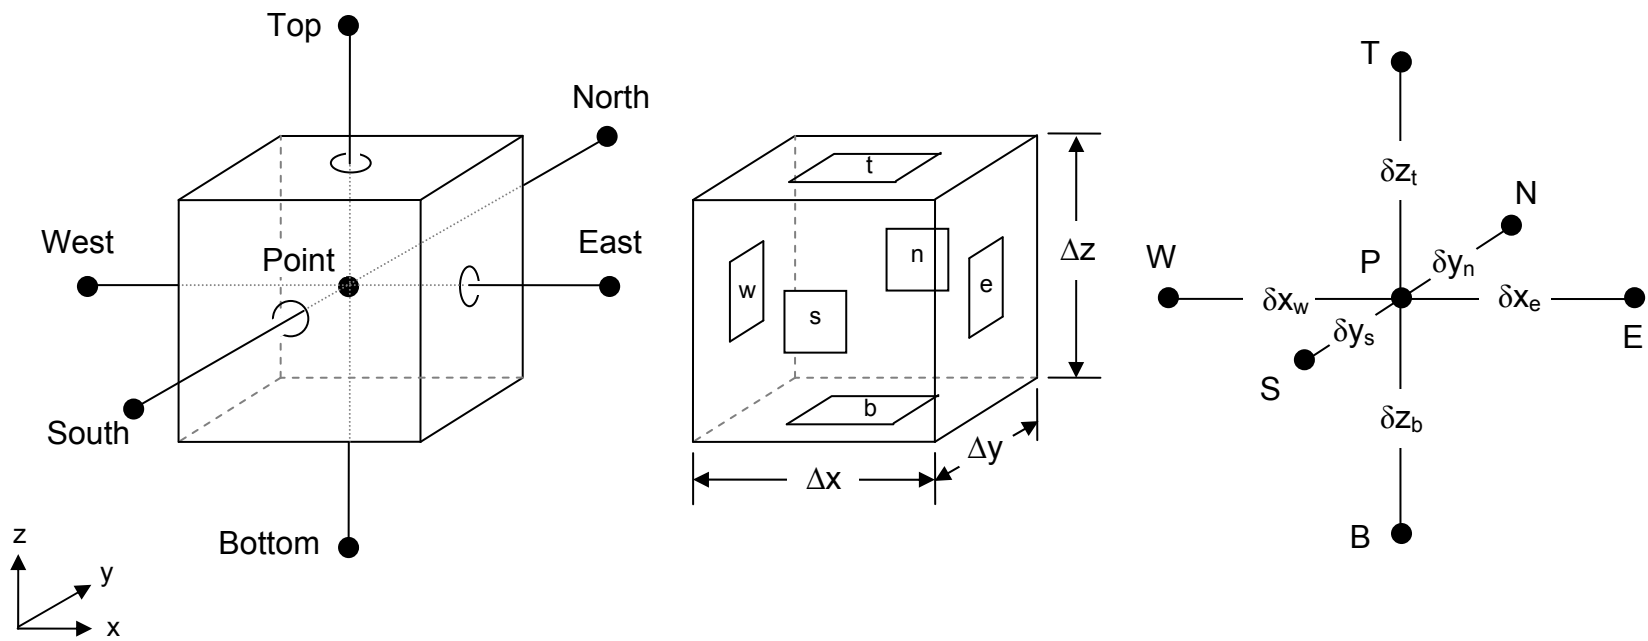 Top
North
West
Point
East
South
Bottom
z
y
x
t
n
w
e
s
b
Δz
Δy
Δx
T
δz_t
N
W
P
δy_n
δx_w
δx_e
δy_s
E
S
δz_b
B